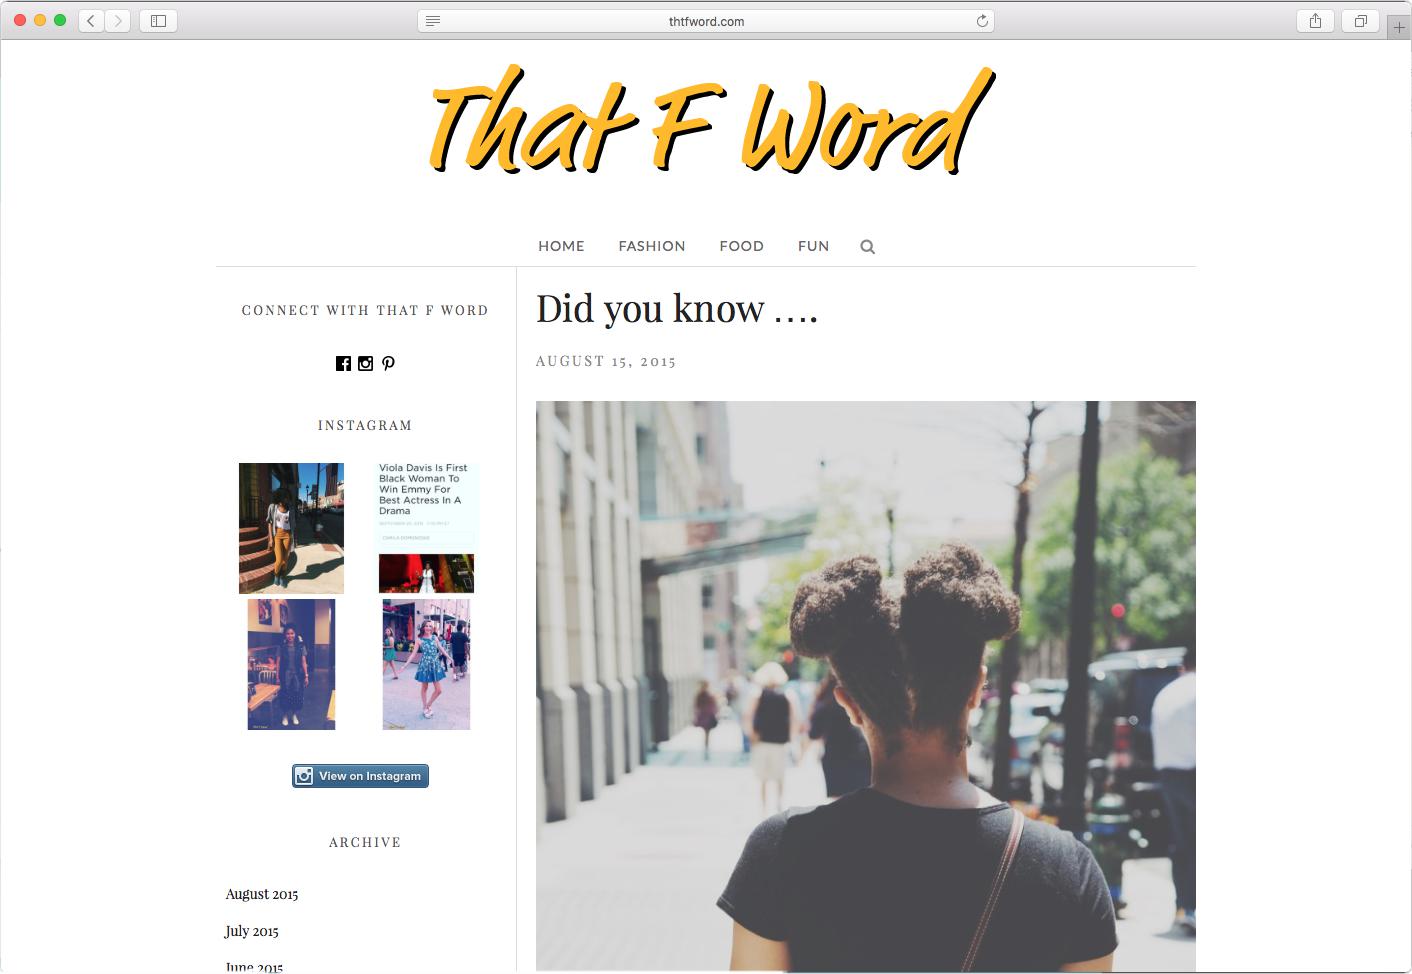 thtfword.com
That F Word
HOME FASHION FOOD FUN
CONNECT WITH THAT F WORD
INSTAGRAM
Viola Davis Is First
Black Woman To
Win Emmy For
Best Actress In A
Drama
View on Instagram
ARCHIVE
August 2015
July 2015
June 2015
Did you know ....
AUGUST 15, 2015